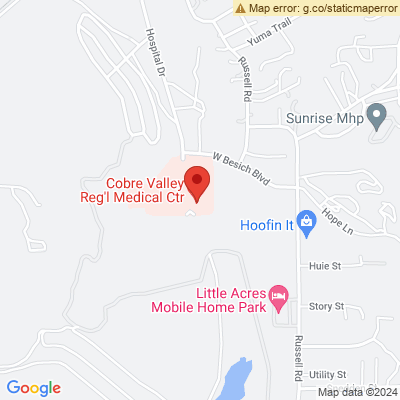 Map error: g.co/staticmaperror
Yuma Trail
Hospital Dr
Russell Rd
Sunrise Mhp
W Besich Blvd
Cobre Valley
Reg'l Medical Ctr
Hope Ln
Hoofin It
Huie St
Little Acres
Mobile Home Park
Story St
Russell Rd
Utility St
Google
Map data ©2024